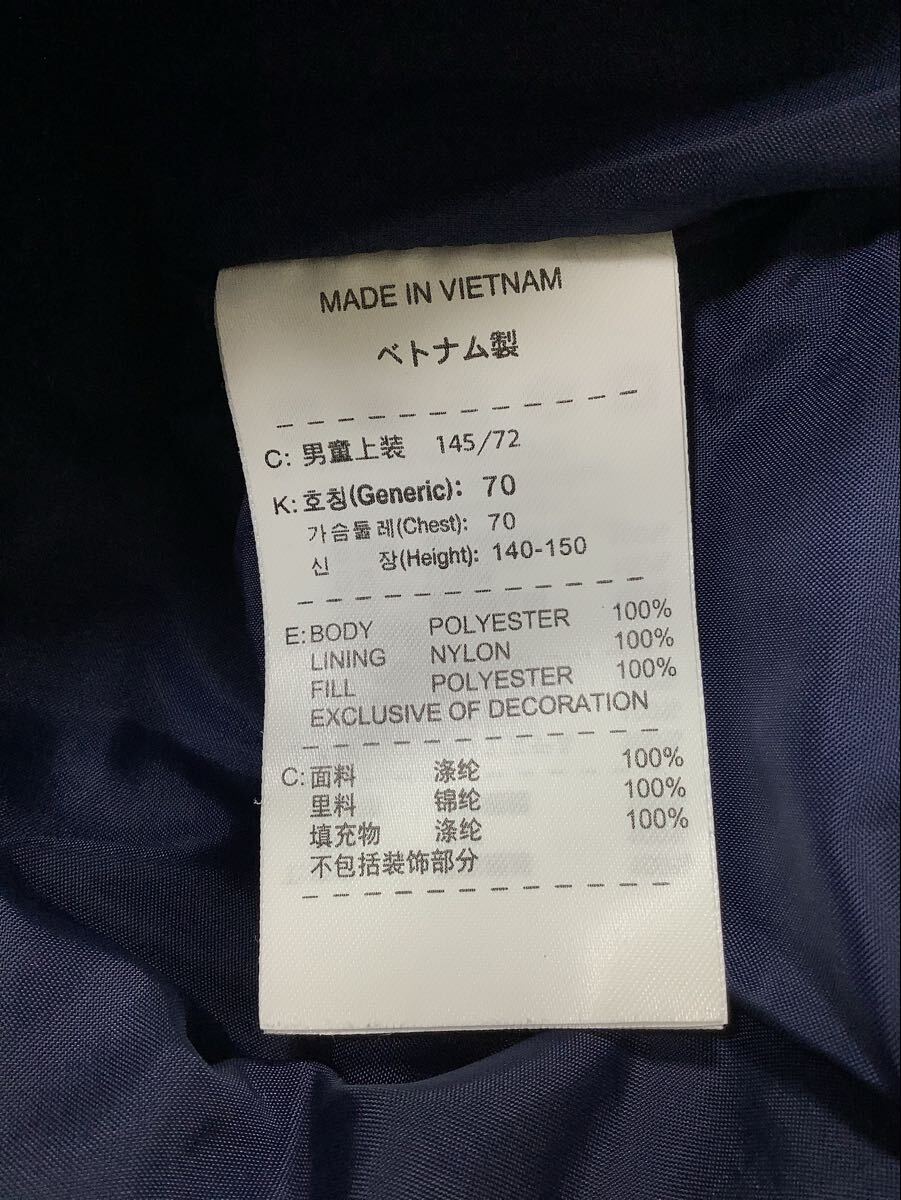 MADE IN VIETNAM
ベトナム製
C: 男童上装 145/72
K: 호칭(Generic): 70
가슴둘레(Chest): 70
신 장(Height): 140-150
E: BODY POLYESTER 100%
LINING NYLON 100%
FILL POLYESTER 100%
EXCLUSIVE OF DECORATION
C: 面料 涤纶 100%
里料 锦纶 100%
填充物 涤纶 100%
不包括装饰部分